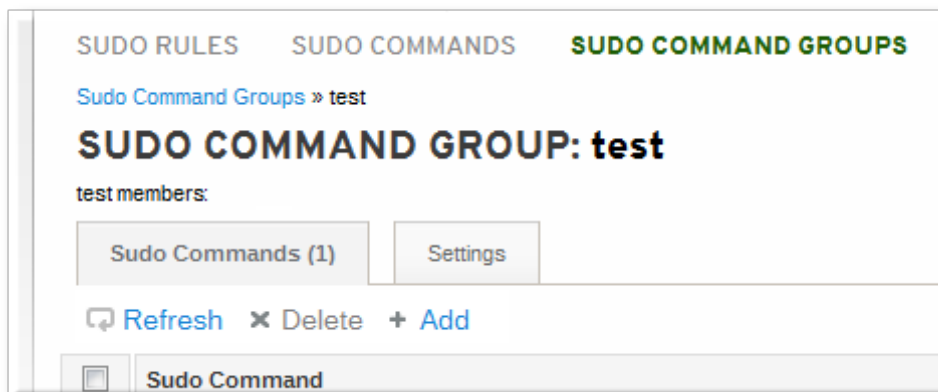 SUDO RULES SUDO COMMANDS SUDO COMMAND GROUPS
Sudo Command Groups » test
SUDO COMMAND GROUP: test
test members:
Sudo Commands (1) Settings
Refresh Delete + Add
Sudo Command